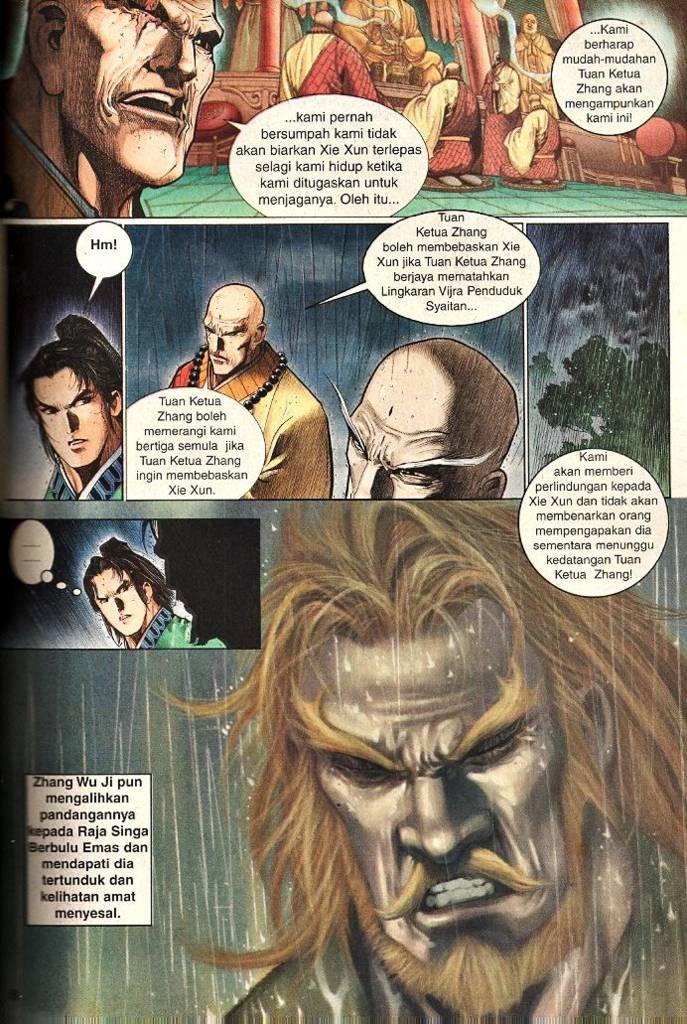 ...kami pernah
bersumpah kami tidak
akan biarkan Xie Xun terlepas
selagi kami hidup ketika
kami ditugaskan untuk
menjaganya. Oleh itu...
...Kami
berharap
mudah-mudahan
Tuan Ketua
Zhang akan
mengampunkan
kami ini!
Hm!
Tuan Ketua
Zhang boleh
memerangi kami
bertiga semula jika
Tuan Ketua Zhang
ingin membebaskan
Xie Xun.
Tuan
Ketua Zhang
boleh membebaskan Xie
Xun jika Tuan Ketua Zhang
berjaya mematahkan
Lingkaran Vijra Penduduk
Syaitan...
Kami
akan memberi
perlindungan kepada
Xie Xun dan tidak akan
membenarkan orang
mempengapakan dia
sementara menunggu
kedatangan Tuan
Ketua Zhang!
Zhang Wu Ji pun
mengalihkan
pandangannya
kepada Raja Singa
Berbulu Emas dan
mendapati dia
tertunduk dan
kelihatan amat
menyesal.